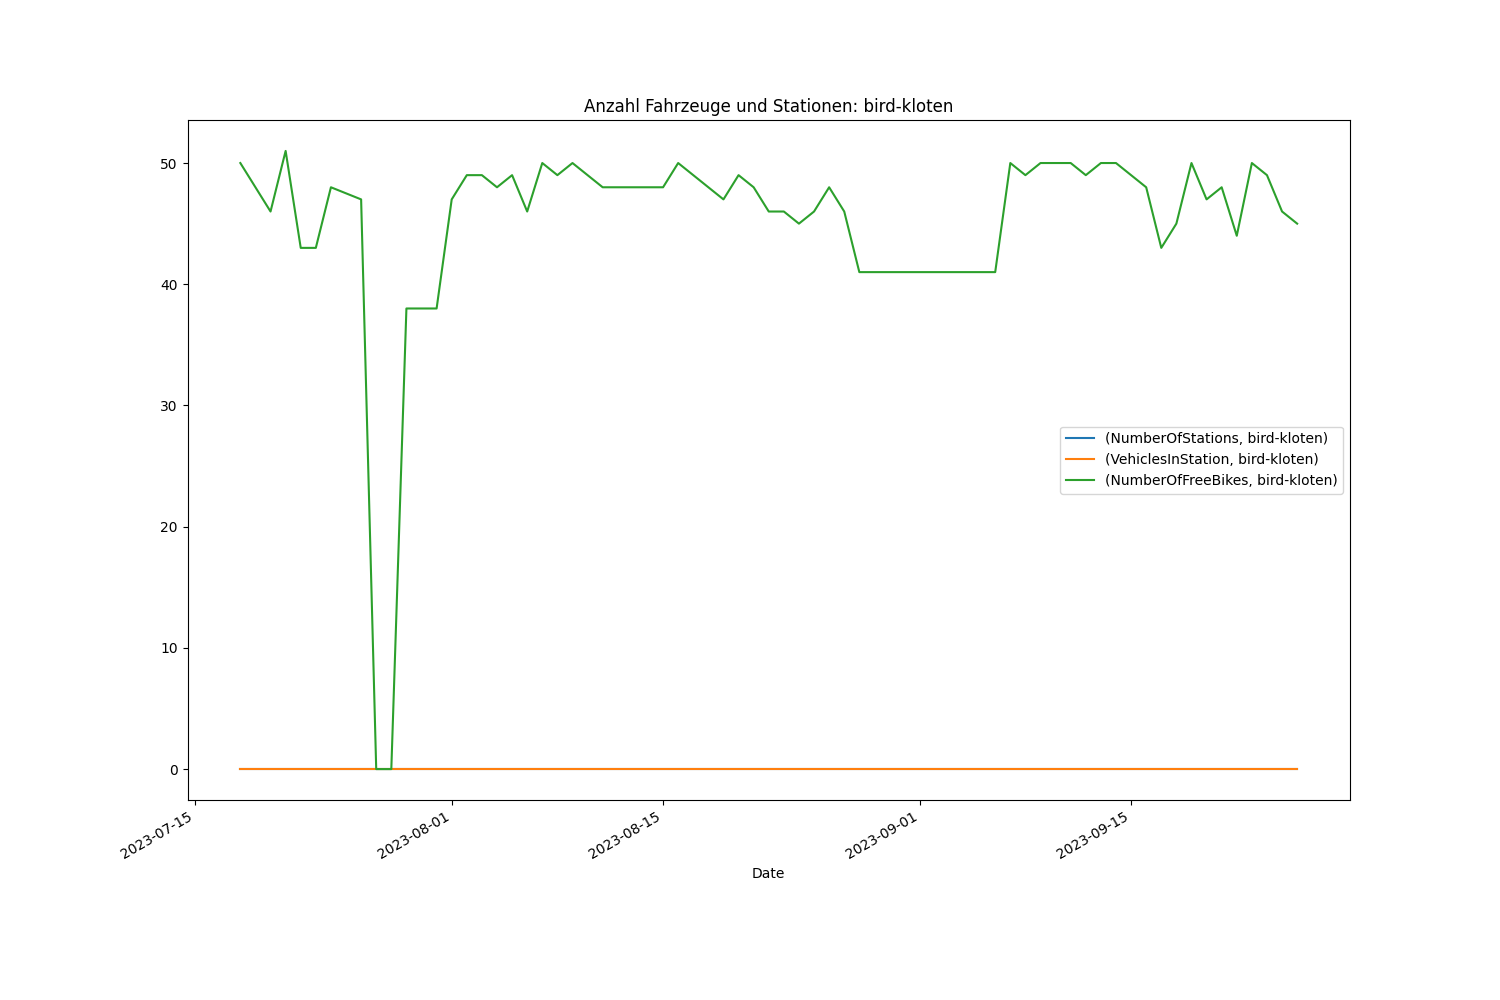 Anzahl Fahrzeuge und Stationen: bird-kloten
50
40
30
20
10
0
(NumberOfStations, bird-kloten)
(VehiclesInStation, bird-kloten)
(NumberOfFreeBikes, bird-kloten)
2023-07-15
2023-08-01
2023-08-15
2023-09-01
2023-09-15
Date